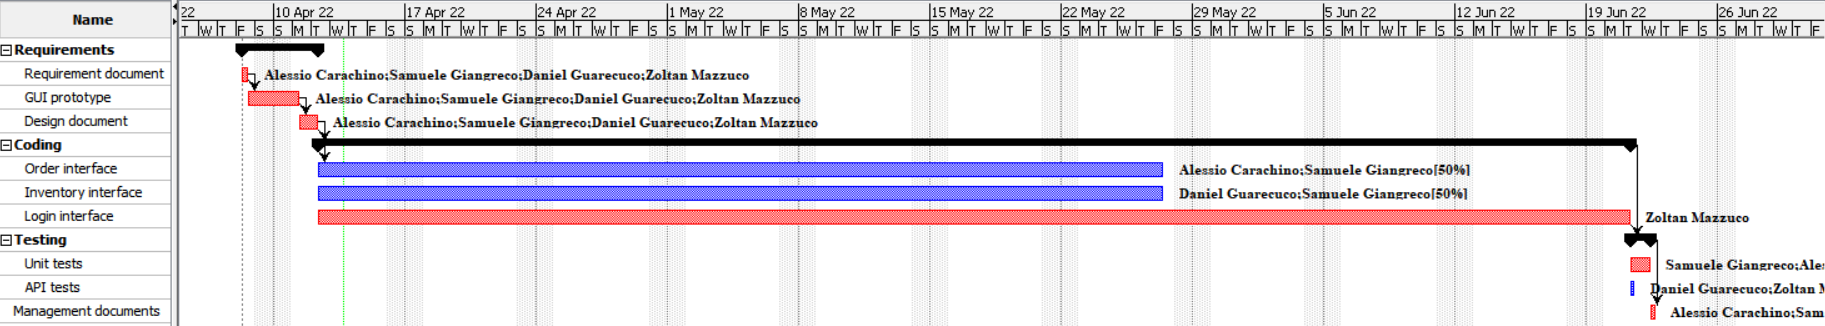 Name
22 10 Apr 22 17 Apr 22 24 Apr 22 1 May 22 8 May 22 15 May 22 22 May 22 29 May 22 5 Jun 22 12 Jun 22 19 Jun 22 26 Jun 22
T W T F S S M T W T F S S M T W T F S S M T W T F S S M T W T F S S M T W T F S S M T W T F S S M T W T F S S M T W T F S S M T W T F S S M T W T F S S M T W T F S S M T W T F
Requirements
Requirement document Alessio Carachino;Samuele Giangreco;Daniel Guarecuco;Zoltan Mazzuco
GUI prototype Alessio Carachino;Samuele Giangreco;Daniel Guarecuco;Zoltan Mazzuco
Design document Alessio Carachino;Samuele Giangreco;Daniel Guarecuco;Zoltan Mazzuco
Coding
Order interface Alessio Carachino;Samuele Giangreco[50%]
Inventory interface Daniel Guarecuco;Samuele Giangreco[50%]
Login interface Zoltan Mazzuco
Testing
Unit tests Samuele Giangreco;Ales
API tests Daniel Guarecuco;Zoltan M
Management documents Alessio Carachino;Sam